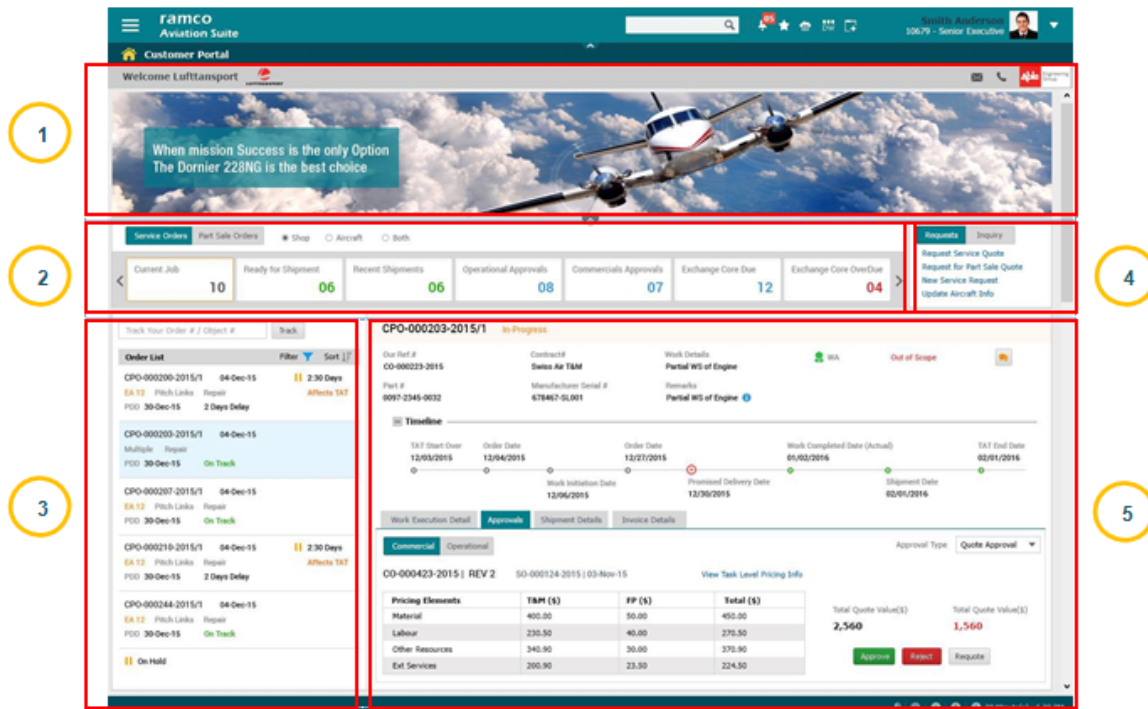 ramco
Aviation Suite
05
Smith Anderson
10679 - Senior Executive
Customer Portal
Welcome Lufttansport
LUFTTRANSPORT
Engineering
Group
1
When mission Success is the only Option
The Dornier 228NG is the best choice
2
Service Orders Part Sale Orders Shop Aircraft Both
Current Job 10
Ready for Shipment 06
Recent Shipments 06
Operational Approvals 08
Commercials Approvals 07
Exchange Core Due 12
Exchange Core OverDue 04
Requests Inquiry
Request Service Quote
Request for Part Sale Quote
New Service Request
Update Aircraft Info
4
3
Track Your Order # / Object # Track
Order List Filter Sort
CPO-000200-2015/1 04-Dec-15 2:30 Days
EA 12 Pitch Links Repair Affects TAT
PDD 30-Dec-15 2 Days Delay
CPO-000203-2015/1 04-Dec-15
Multiple Repair
PDD 30-Dec-15 On Track
CPO-000207-2015/1 04-Dec-15
EA 12 Pitch Links Repair
PDD 30-Dec-15 On Track
CPO-000210-2015/1 04-Dec-15 2:30 Days
EA 12 Pitch Links Repair Affects TAT
PDD 30-Dec-15 2 Days Delay
CPO-000244-2015/1 04-Dec-15
EA 12 Pitch Links Repair
PDD 30-Dec-15 On Track
On Hold
5
CPO-000203-2015/1 In-Progress
Our Ref.# Contract# Work Details WA Out of Scope
CO-000223-2015 Swiss Air T&M Partial WS of Engine
Part # Manufacturer Serial # Remarks
0097-2345-0032 678467-SL001 Partial WS of Engine
Timeline
TAT Start Over Order Date Order Date Work Completed Date (Actual) TAT End Date
12/03/2015 12/04/2015 12/27/2015 01/02/2016 02/01/2016
Work Initiation Date Promised Delivery Date Shipment Date
12/06/2015 12/30/2015 02/01/2016
Work Execution Detail Approvals Shipment Details Invoice Details
Commercial Operational Approval Type Quote Approval
CO-000423-2015 | REV 2 SO-000124-2015 | 03-Nov-15 View Task Level Pricing Info
Pricing Elements T&M ($) FP ($) Total ($)
Material 400.00 50.00 450.00
Labour 230.50 40.00 270.50
Other Resources 340.90 30.00 370.90
Ext Services 200.90 23.50 224.50
Total Quote Value($) Total Quote Value($)
2,560 1,560
Approve Reject Requote